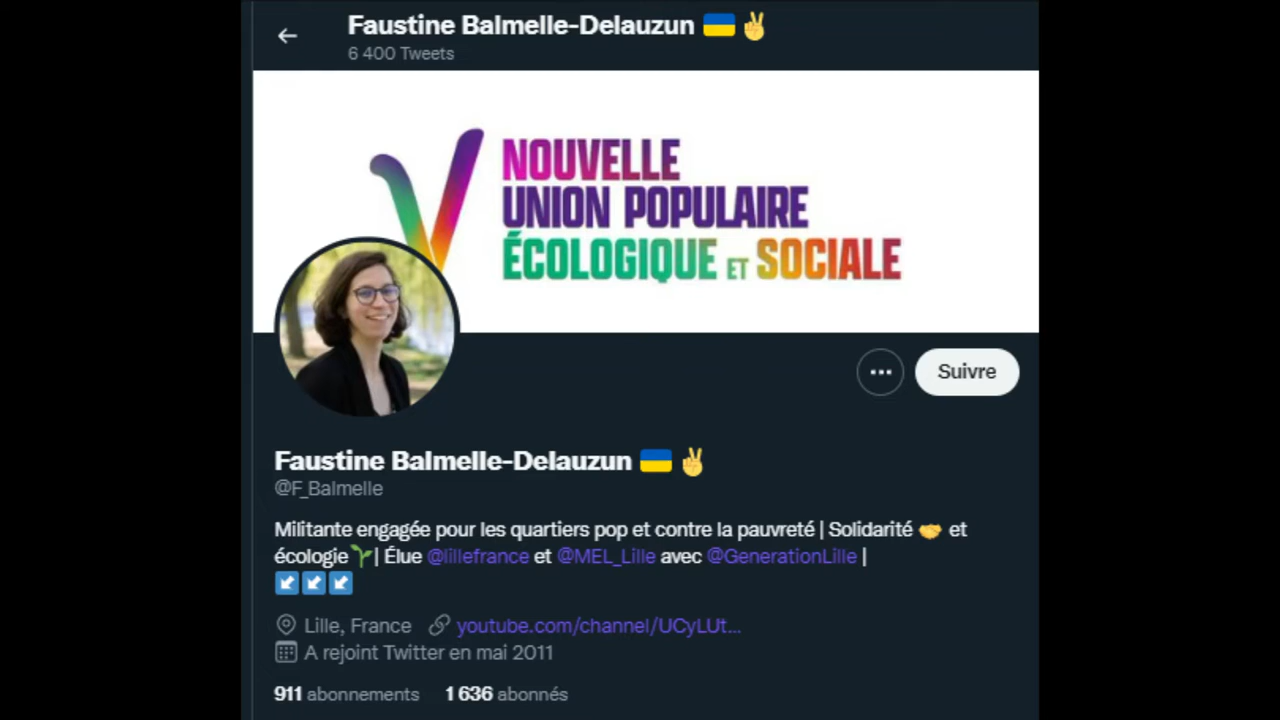 Faustine Balmelle-Delauzun 🇺🇦✌️
6 400 Tweets
NOUVELLE
UNION POPULAIRE
ÉCOLOGIQUE ET SOCIALE
Suivre
Faustine Balmelle-Delauzun 🇺🇦✌️
@F_Balmelle
Militante engagée pour les quartiers pop et contre la pauvreté | Solidarité 🤝 et
écologie🌱| Élue @lillefrance et @MEL_Lille avec @GenerationLille |
↙️↙️↙️
Lille, France youtube.com/channel/UCyLUt...
A rejoint Twitter en mai 2011
911 abonnements 1 636 abonnés